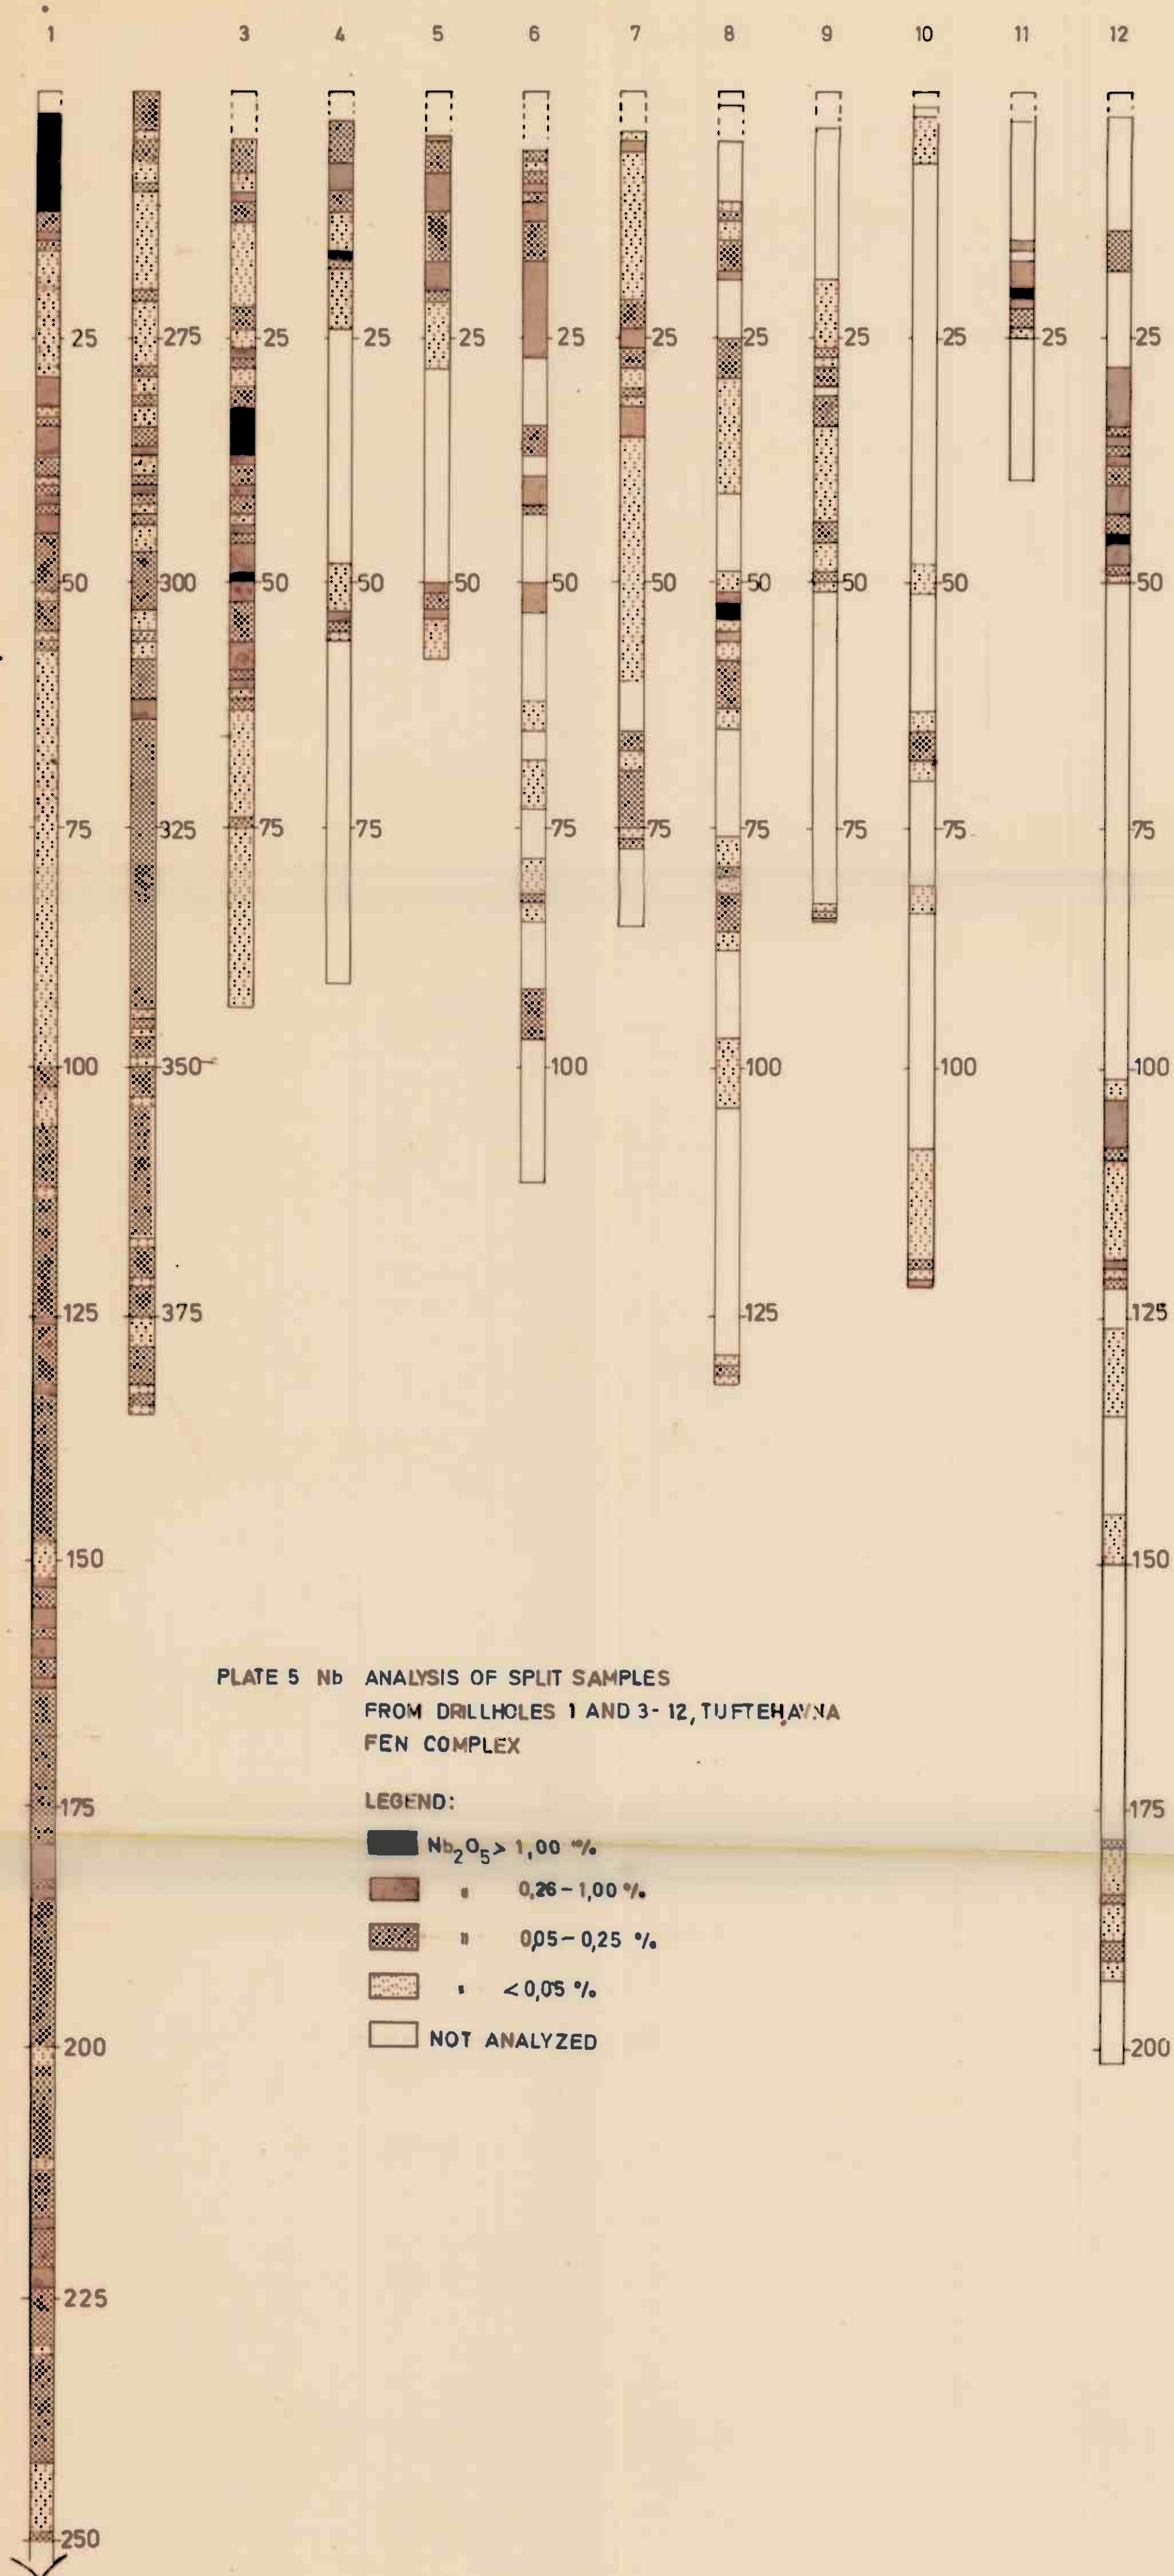 1 3 4 5 6 7 8 9 10 11 12
25 275 25 25 25 25 25 25 25 25 25 25
50 300 50 50 50 50 50 50 50 50 50
75 325 75 75 75 75 75 75 75 75
100 350 100 100 100 100
125 375 125 125
150 150
PLATE 5 Nb ANALYSIS OF SPLIT SAMPLES
FROM DRILLHOLES 1 AND 3-12, TUFTEHAVNA
FEN COMPLEX
175 175
LEGEND:
Nb2O5 > 1,00 %
" 0,26-1,00 %
" 0,05-0,25 %
" <0,05 %
NOT ANALYZED
200 200
225
250